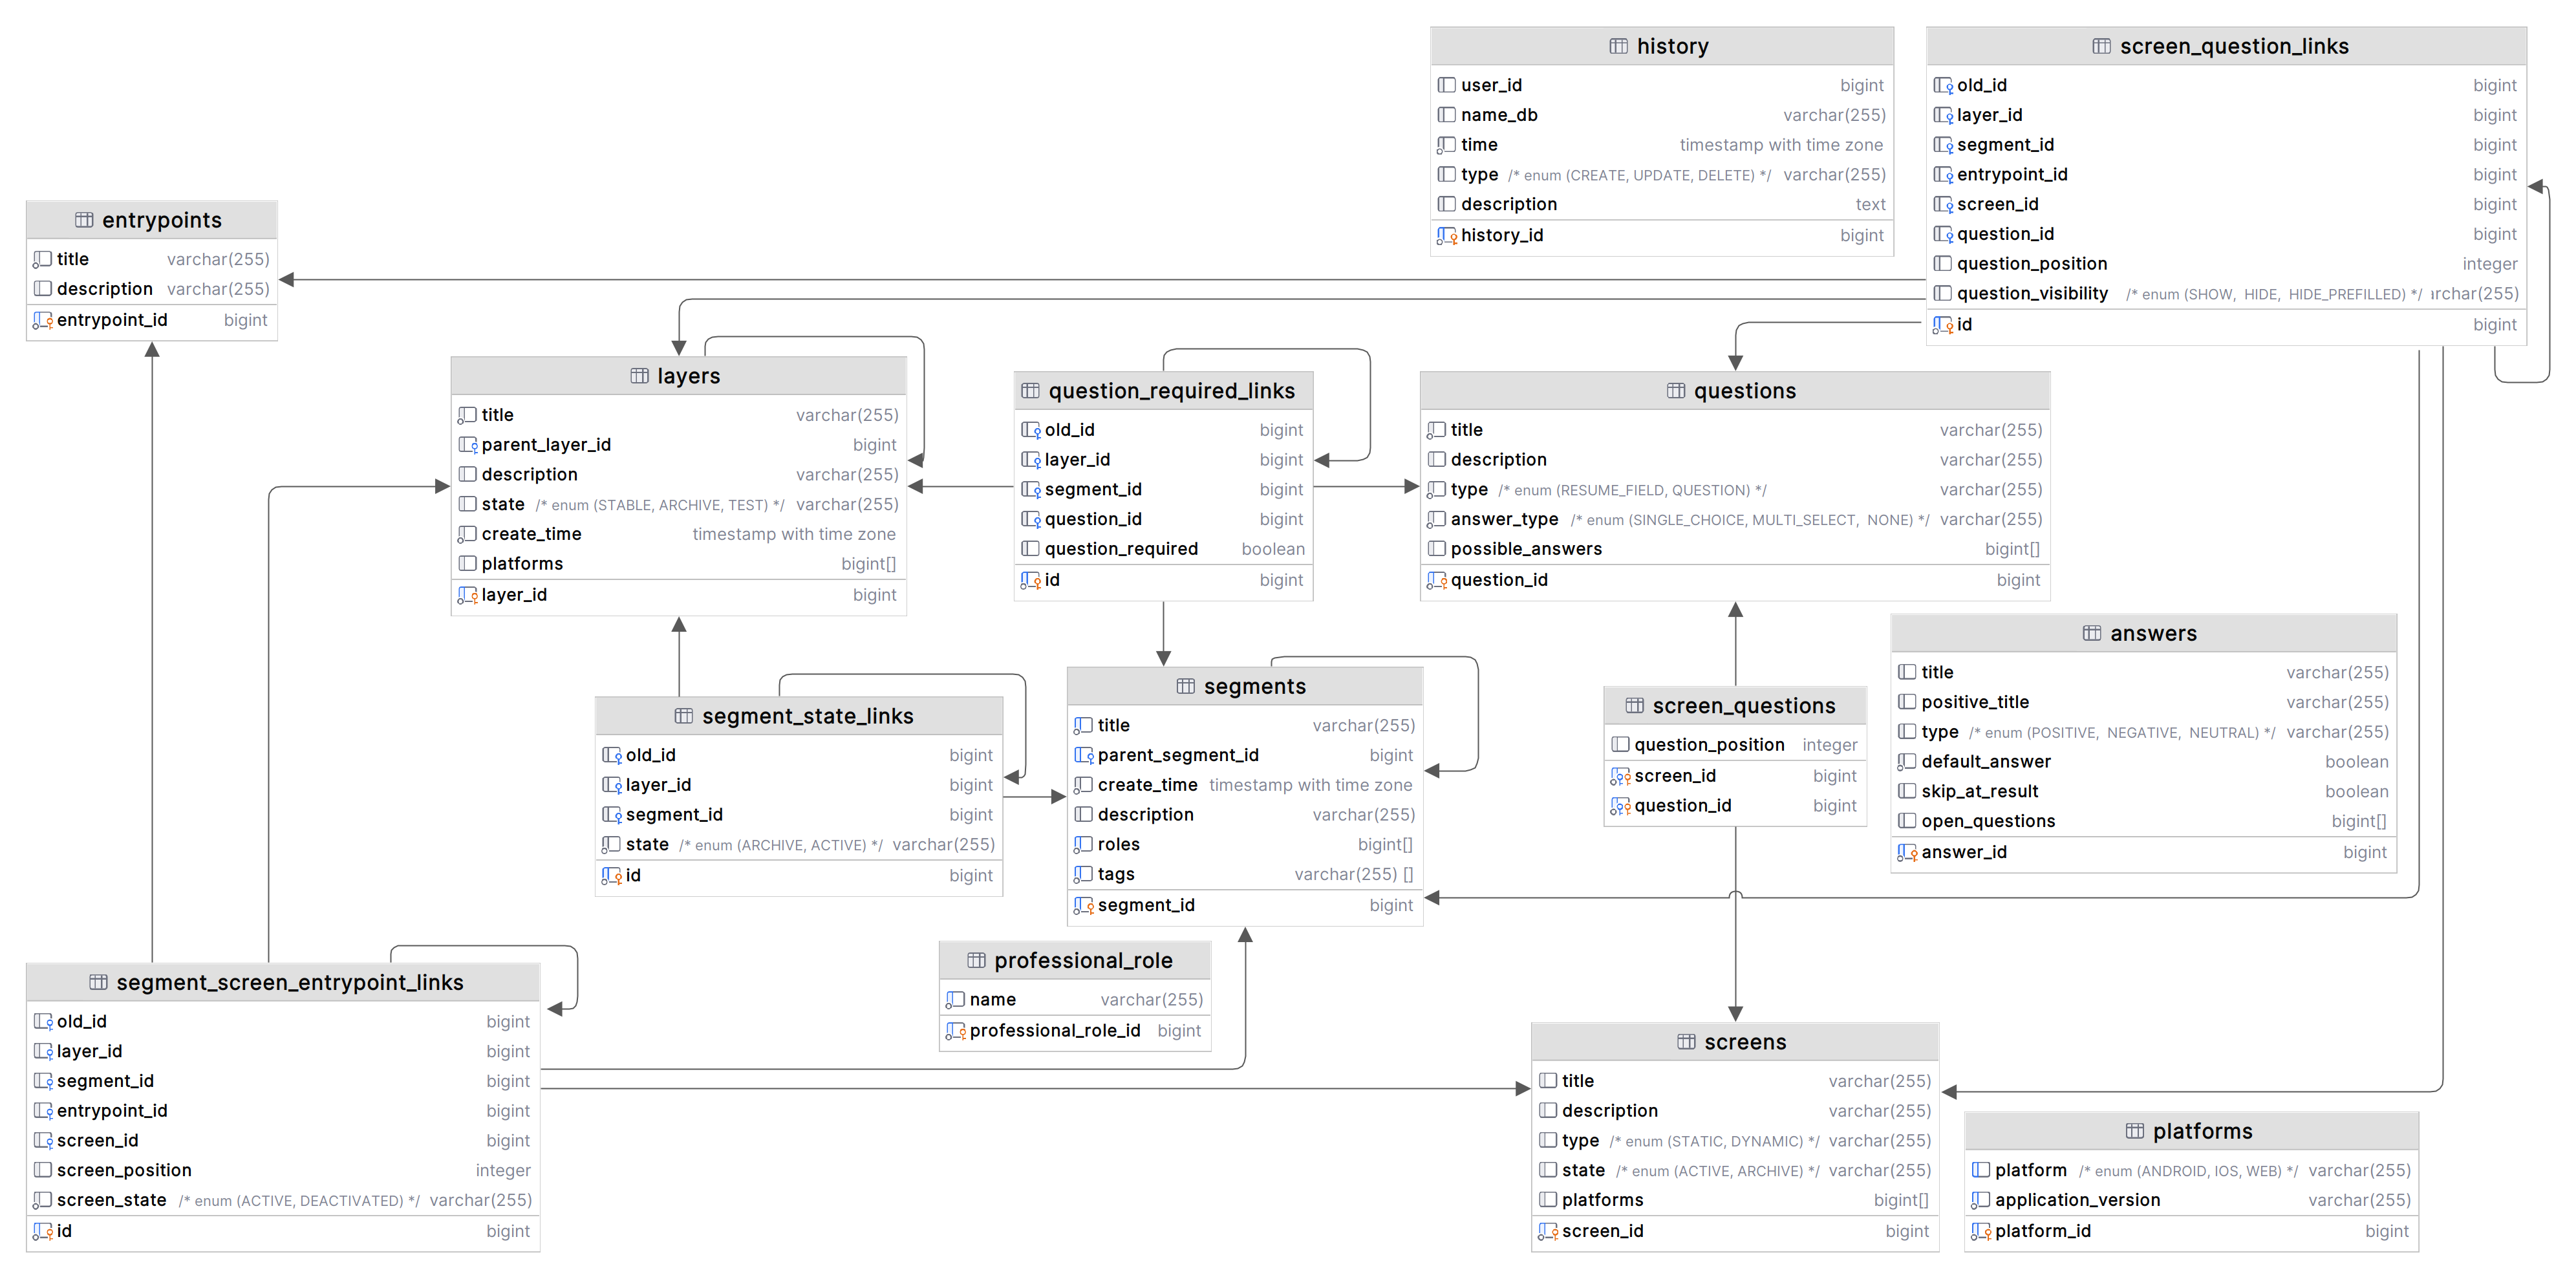 history
user_id bigint
name_db varchar(255)
time timestamp with time zone
type /* enum (CREATE, UPDATE, DELETE) */ varchar(255)
description text
history_id bigint
screen_question_links
old_id bigint
layer_id bigint
segment_id bigint
entrypoint_id bigint
screen_id bigint
question_id bigint
question_position integer
question_visibility /* enum (SHOW, HIDE, HIDE_PREFILLED) */ archar(255)
id bigint
entrypoints
title varchar(255)
description varchar(255)
entrypoint_id bigint
layers
title varchar(255)
parent_layer_id bigint
description varchar(255)
state /* enum (STABLE, ARCHIVE, TEST) */ varchar(255)
create_time timestamp with time zone
platforms bigint[]
layer_id bigint
question_required_links
old_id bigint
layer_id bigint
segment_id bigint
question_id bigint
question_required boolean
id bigint
questions
title varchar(255)
description varchar(255)
type /* enum (RESUME_FIELD, QUESTION) */ varchar(255)
answer_type /* enum (SINGLE_CHOICE, MULTI_SELECT, NONE) */ varchar(255)
possible_answers bigint[]
question_id bigint
answers
title varchar(255)
positive_title varchar(255)
type /* enum (POSITIVE, NEGATIVE, NEUTRAL) */ varchar(255)
default_answer boolean
skip_at_result boolean
open_questions bigint[]
answer_id bigint
segment_state_links
old_id bigint
layer_id bigint
segment_id bigint
state /* enum (ARCHIVE, ACTIVE) */ varchar(255)
id bigint
segments
title varchar(255)
parent_segment_id bigint
create_time timestamp with time zone
description varchar(255)
roles bigint[]
tags varchar(255) []
segment_id bigint
screen_questions
question_position integer
screen_id bigint
question_id bigint
professional_role
name varchar(255)
professional_role_id bigint
segment_screen_entrypoint_links
old_id bigint
layer_id bigint
segment_id bigint
entrypoint_id bigint
screen_id bigint
screen_position integer
screen_state /* enum (ACTIVE, DEACTIVATED) */ varchar(255)
id bigint
screens
title varchar(255)
description varchar(255)
type /* enum (STATIC, DYNAMIC) */ varchar(255)
state /* enum (ACTIVE, ARCHIVE) */ varchar(255)
platforms bigint[]
screen_id bigint
platforms
platform /* enum (ANDROID, IOS, WEB) */ varchar(255)
application_version varchar(255)
platform_id bigint